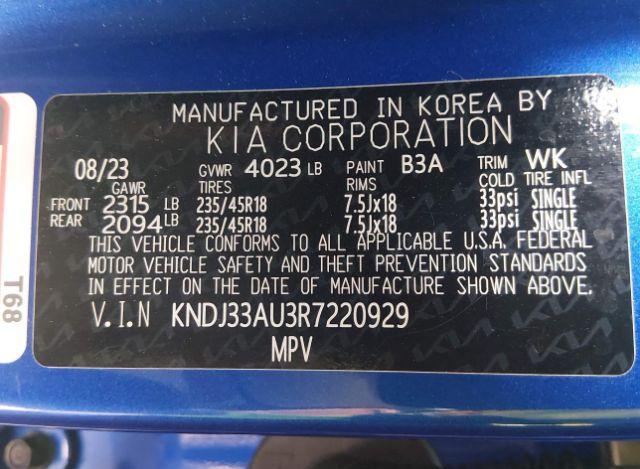 MANUFACTURED IN KOREA BY
KIA CORPORATION
08/23 GVWR 4023 LB PAINT B3A TRIM WK
GAWR TIRES RIMS COLD TIRE INFL
FRONT 2315 LB 235/45R18 7.5Jx18 33psi SINGLE
REAR 2094 LB 235/45R18 7.5Jx18 33psi SINGLE
THIS VEHICLE CONFORMS TO ALL APPLICABLE U.S.A. FEDERAL
MOTOR VEHICLE SAFETY AND THEFT PREVENTION STANDARDS
IN EFFECT ON THE DATE OF MANUFACTURE SHOWN ABOVE.
V.I.N KNDJ33AU3R7220929
MPV
T68